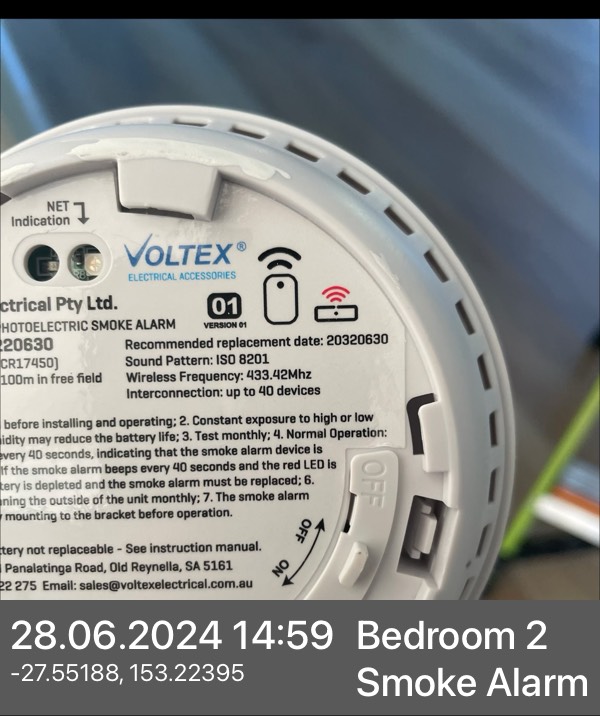 NET
Indication
VOLTEX®
ELECTRICAL ACCESSORIES
ctrical Pty Ltd.
HOTOELECTRIC SMOKE ALARM
01
VERSION 01
220630
Recommended replacement date: 20320630
CR17450)
Sound Pattern: ISO 8201
100m in free field
Wireless Frequency: 433.42Mhz
Interconnection: up to 40 devices
before installing and operating; 2. Constant exposure to high or low
idity may reduce the battery life; 3. Test monthly; 4. Normal Operation:
every 40 seconds, indicating that the smoke alarm device is
If the smoke alarm beeps every 40 seconds and the red LED is
tery is depleted and the smoke alarm must be replaced; 6.
ning the outside of the unit monthly; 7. The smoke alarm
mounting to the bracket before operation.
OFF
OFF
ON
tery not replaceable - See instruction manual.
Panalatinga Road, Old Reynella, SA 5161
22 275 Email: sales@voltexelectrical.com.au
28.06.2024 14:59
-27.55188, 153.22395
Bedroom 2
Smoke Alarm